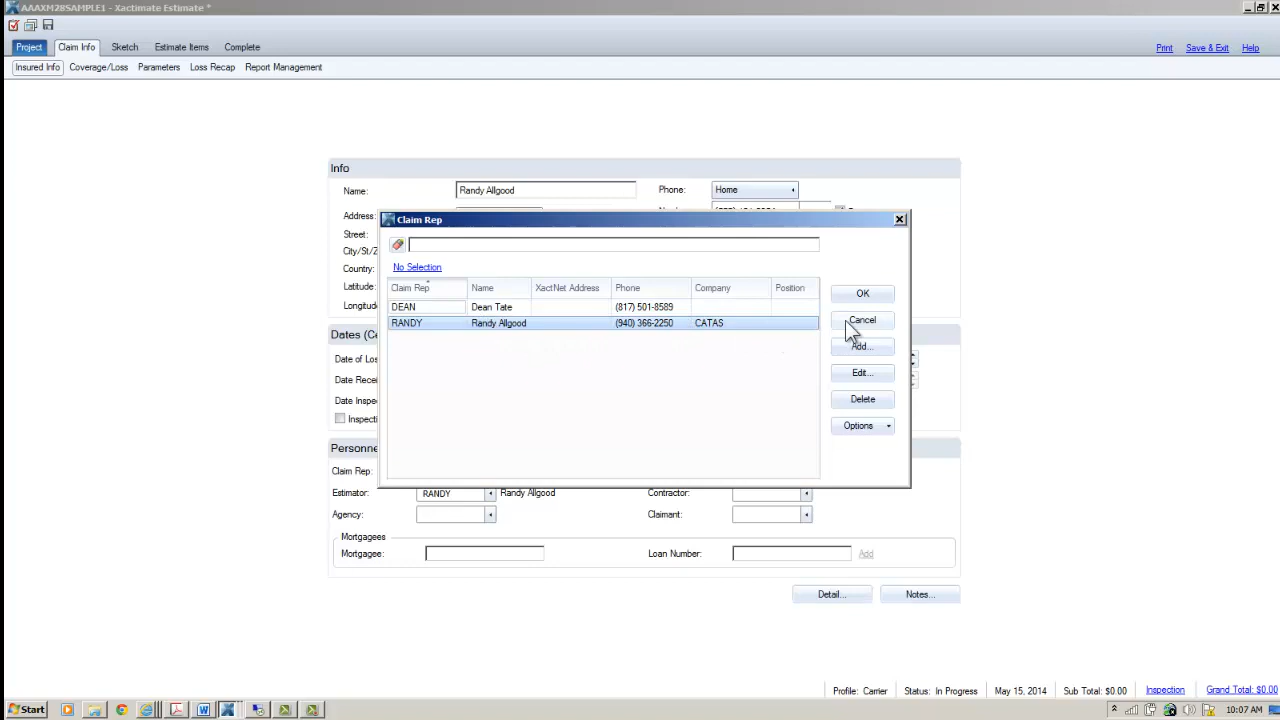 AAAXM28SAMPLE1 - Xactimate Estimate *
Project Claim Info Sketch Estimate Items Complete Print Save & Exit Help
Insured Info Coverage/Loss Parameters Loss Recap Report Management
Info
Name: Randy Allgood Phone: Home
Address:
Claim Rep
Street:
City/St/Z
No Selection
Country:
Claim Rep Name XactNet Address Phone Company Position
Latitude:
OK
Longitud
DEAN Dean Tate (817) 501-8589
Cancel
RANDY Randy Allgood (940) 366-2250 CATAS
Dates (Ce
Add...
Date of Los
Edit...
Date Recei
Delete
Date Inspe
Inspecti
Options
Personne
Claim Rep:
Estimator: RANDY Randy Allgood Contractor:
Agency: Claimant:
Mortgagees
Mortgagee: Loan Number: Add
Detail... Notes...
Profile: Carrier Status: In Progress May 15, 2014 Sub Total: $0.00 Inspection Grand Total: $0.00
Start 10:07 AM